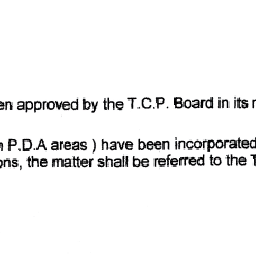 en approved by the T.C.P. Board in its
P.D.A areas ) have been incorporated
ons, the matter shall be referred to the